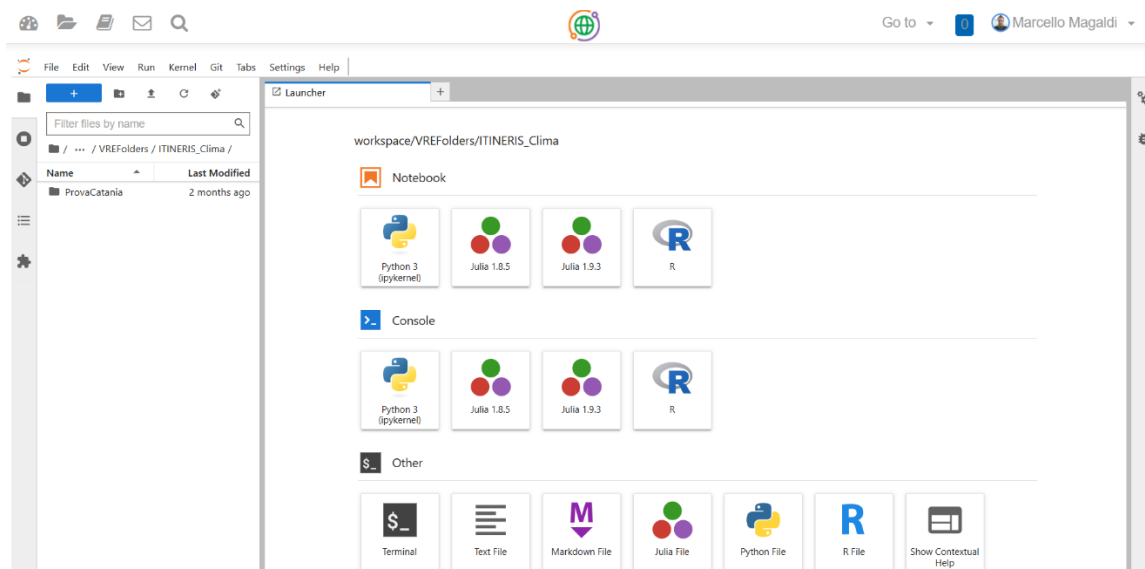 Go to
0
Marcello Magaldi
File Edit View Run Kernel Git Tabs Settings Help
+
Launcher
+
Filter files by name
/ ··· / VREFolders / ITINERIS_Clima /
Name Last Modified
ProvaCatania 2 months ago
workspace/VREFolders/ITINERIS_Clima
Notebook
Python 3
(ipykernel)
Julia 1.8.5
Julia 1.9.3
R
R
>_ Console
Python 3
(ipykernel)
Julia 1.8.5
Julia 1.9.3
R
R
$_ Other
$_
Terminal
Text File
M
Markdown File
Julia File
Python File
R
R File
Show Contextual
Help